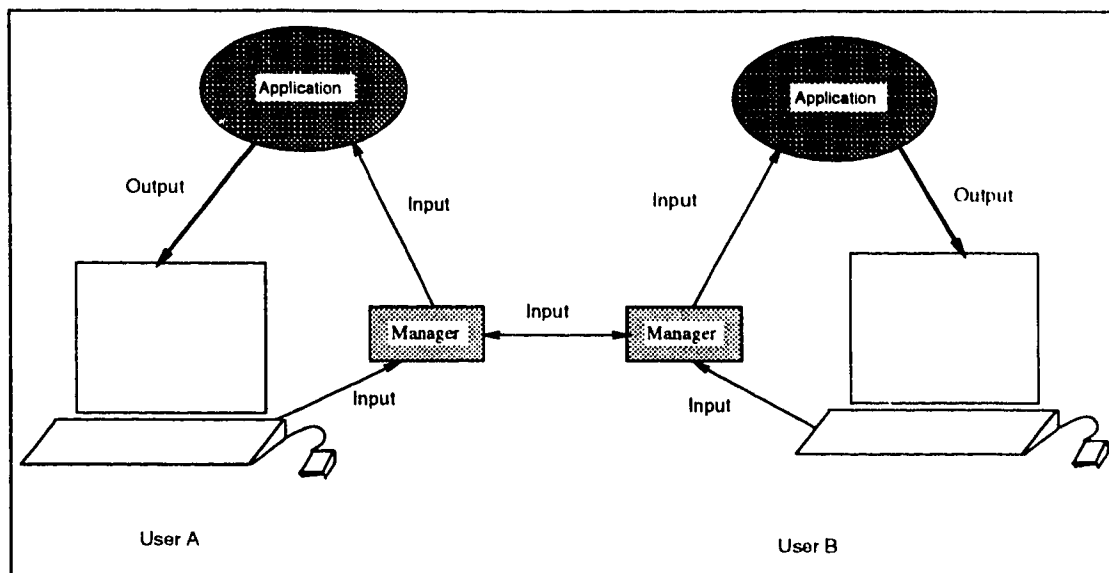 Application
Application
Output
Input
Input
Output
Manager
Input
Manager
Input
Input
User A
User B